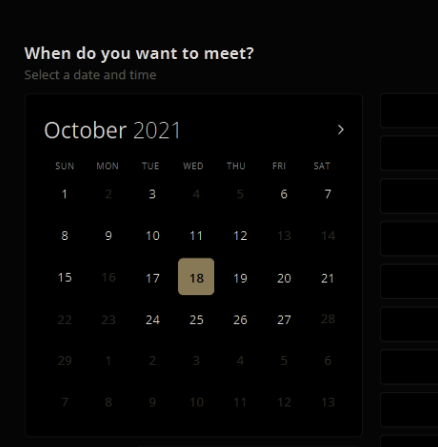 When do you want to meet?
Select a date and time
October 2021
SUN MON TUE WED THU FRI SAT
1 2 3 4 5 6 7
8 9 10 11 12 13 14
15 16 17 18 19 20 21
22 23 24 25 26 27 28
29 1 2 3 4 5 6
7 8 9 10 11 12 13